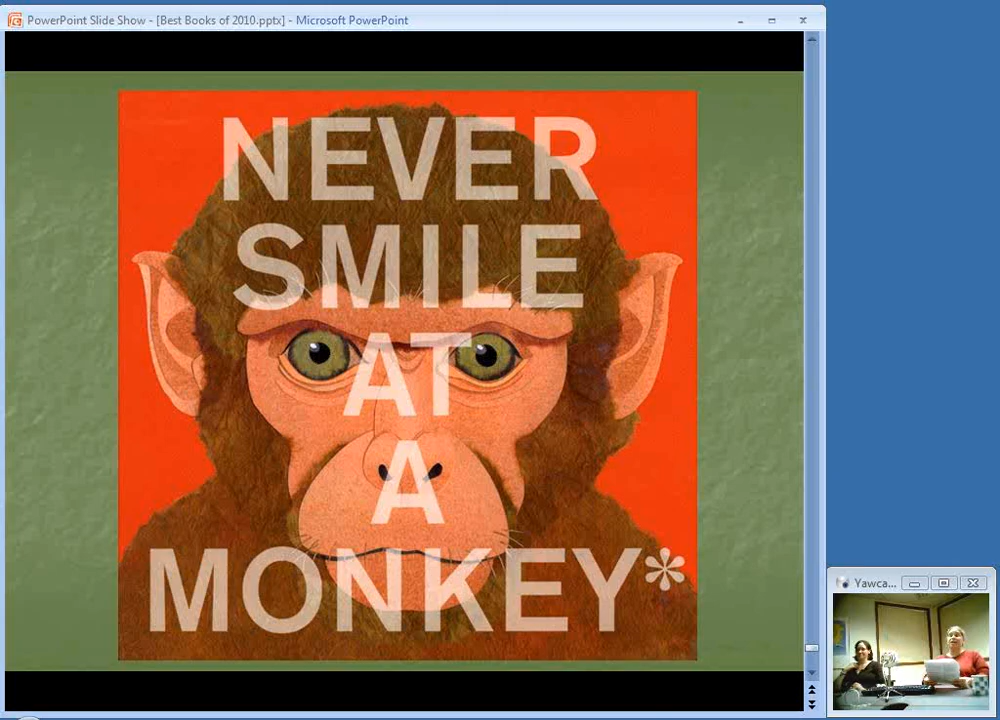 PowerPoint Slide Show - [Best Books of 2010.pptx] - Microsoft PowerPoint
NEVER
SMILE
AT
A
MONKEY*
Yawca...